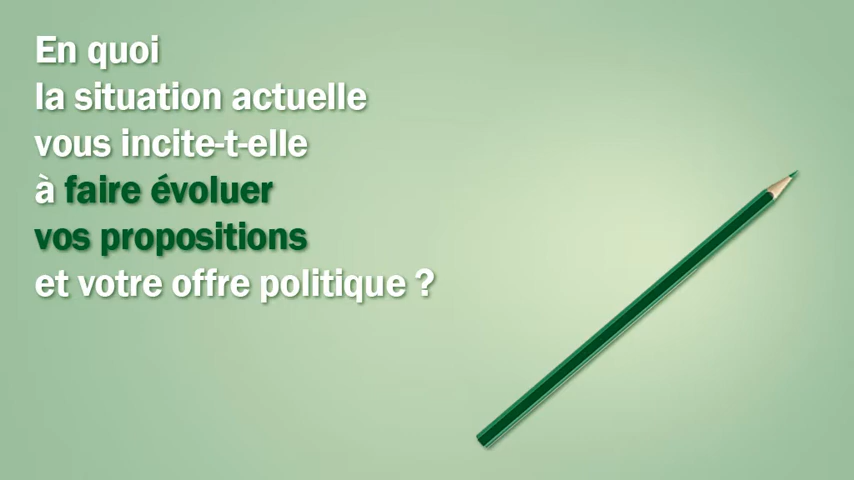 En quoi
la situation actuelle
vous incite-t-elle
à faire évoluer
vos propositions
et votre offre politique ?